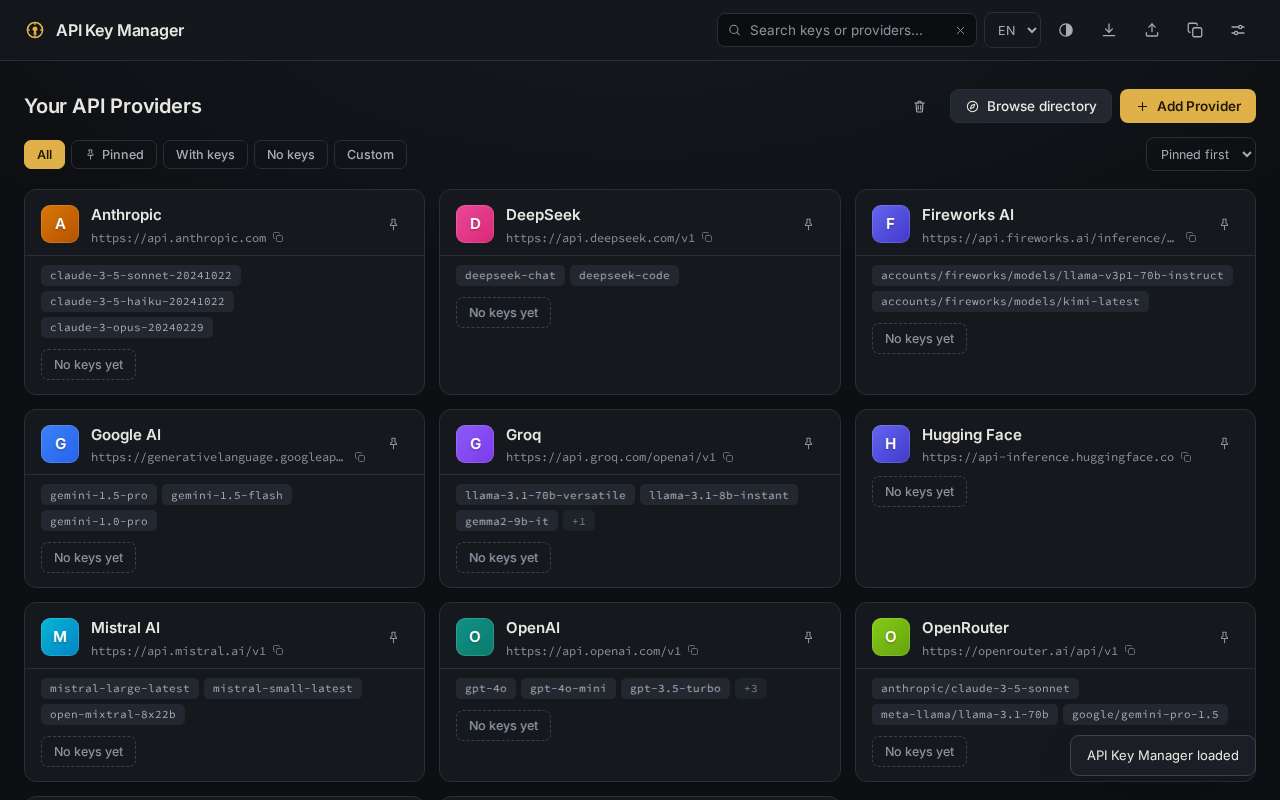 API Key Manager
Search keys or providers...
EN
Your API Providers
Browse directory
Add Provider
All
Pinned
With keys
No keys
Custom
Pinned first
A
Anthropic
https://api.anthropic.com
claude-3-5-sonnet-20241022
claude-3-5-haiku-20241022
claude-3-opus-20240229
No keys yet
D
DeepSeek
https://api.deepseek.com/v1
deepseek-chat
deepseek-code
No keys yet
F
Fireworks AI
https://api.fireworks.ai/inference/…
accounts/fireworks/models/llama-v3p1-70b-instruct
accounts/fireworks/models/kimi-latest
No keys yet
G
Google AI
https://generativelanguage.googleap…
gemini-1.5-pro
gemini-1.5-flash
gemini-1.0-pro
No keys yet
G
Groq
https://api.groq.com/openai/v1
llama-3.1-70b-versatile
llama-3.1-8b-instant
gemma2-9b-it
+1
No keys yet
H
Hugging Face
https://api-inference.huggingface.co
No keys yet
M
Mistral AI
https://api.mistral.ai/v1
mistral-large-latest
mistral-small-latest
open-mixtral-8x22b
No keys yet
O
OpenAI
https://api.openai.com/v1
gpt-4o
gpt-4o-mini
gpt-3.5-turbo
+3
No keys yet
O
OpenRouter
https://openrouter.ai/api/v1
anthropic/claude-3-5-sonnet
meta-llama/llama-3.1-70b
google/gemini-pro-1.5
No keys yet
API Key Manager loaded